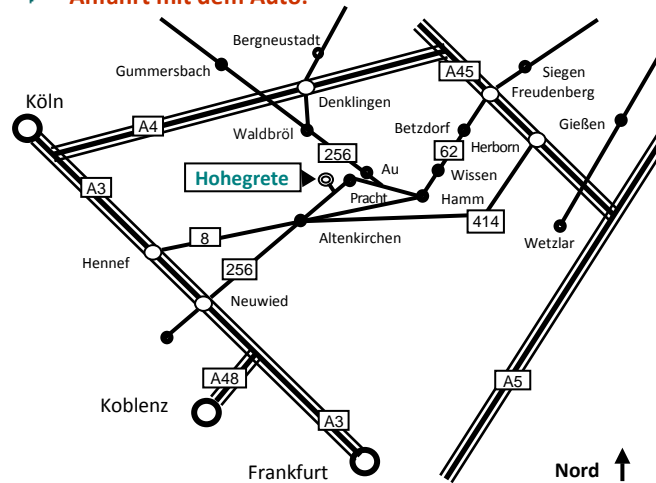 Anfahrt mit dem Auto:
Bergneustadt
Gummersbach
A45
Siegen
Freudenberg
Köln
Denklingen
Gießen
A4
Waldbröl
Betzdorf
Herborn
256
62
Au
Wissen
Hohegrete
A3
Pracht
Hamm
414
Altenkirchen
8
Wetzlar
Hennef
256
Neuwied
A48
A5
Koblenz
A3
Frankfurt
Nord